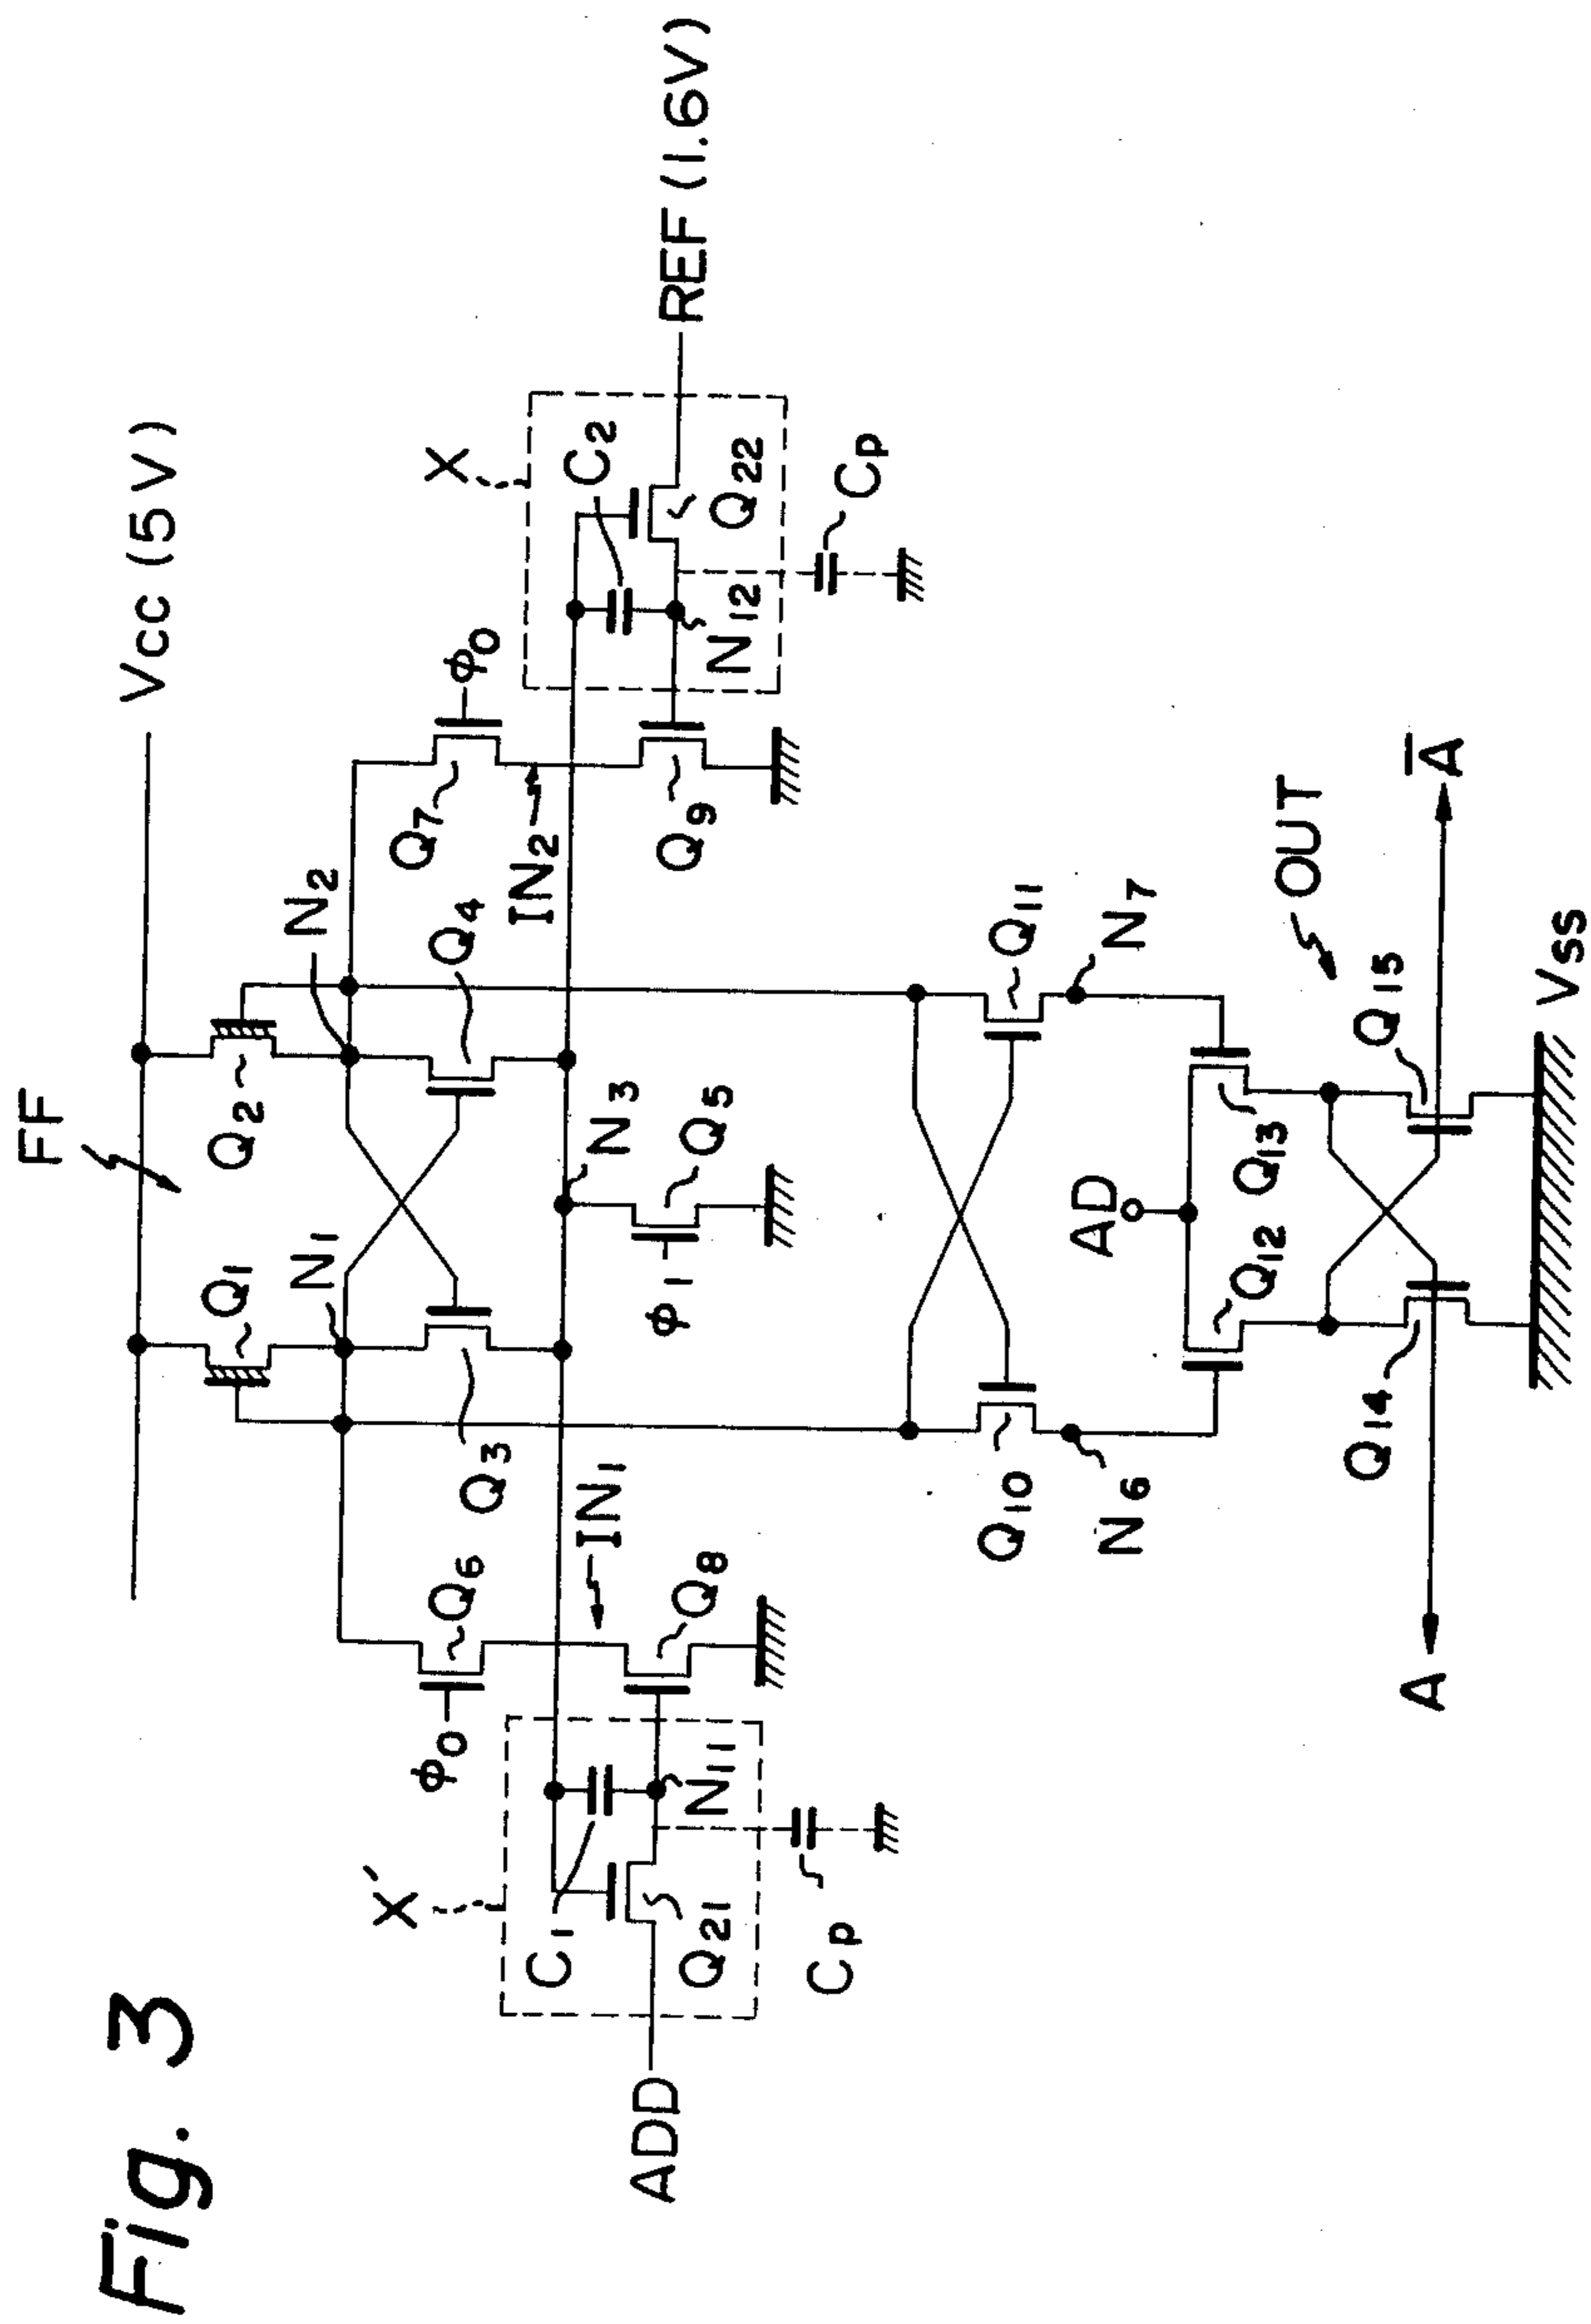 Fig. 3
FF
Vcc (5V)
Q1
Q2
N1
N2
Q3
Q4
Q6
Q7
φ0
φ0
X'
X
C1
C2
IN1
IN2
N3
Q21
N11
Q8
φ1
Q5
Q9
N12
Q22
ADD
REF (1.6V)
Cp
Cp
Q10
Q11
N6
N7
AD
Q12
Q13
OUT
Q14
Q15
A
A̅
Vss